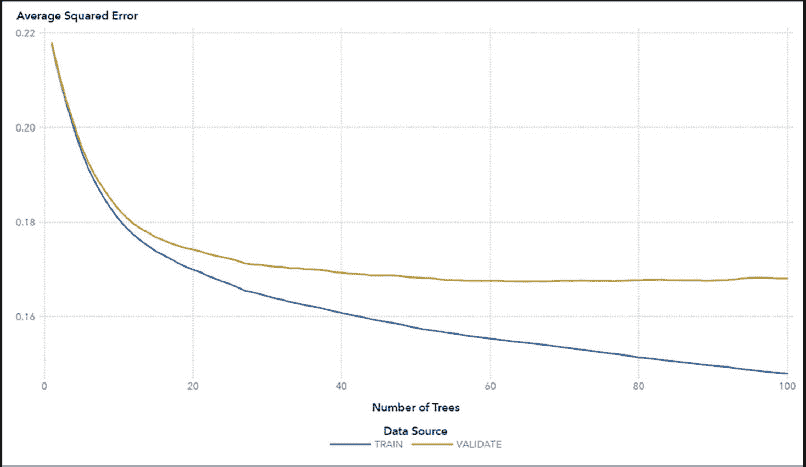 Average Squared Error
0.22
0.20
0.18
0.16
0 20 40 60 80 100
Number of Trees
Data Source
TRAIN VALIDATE